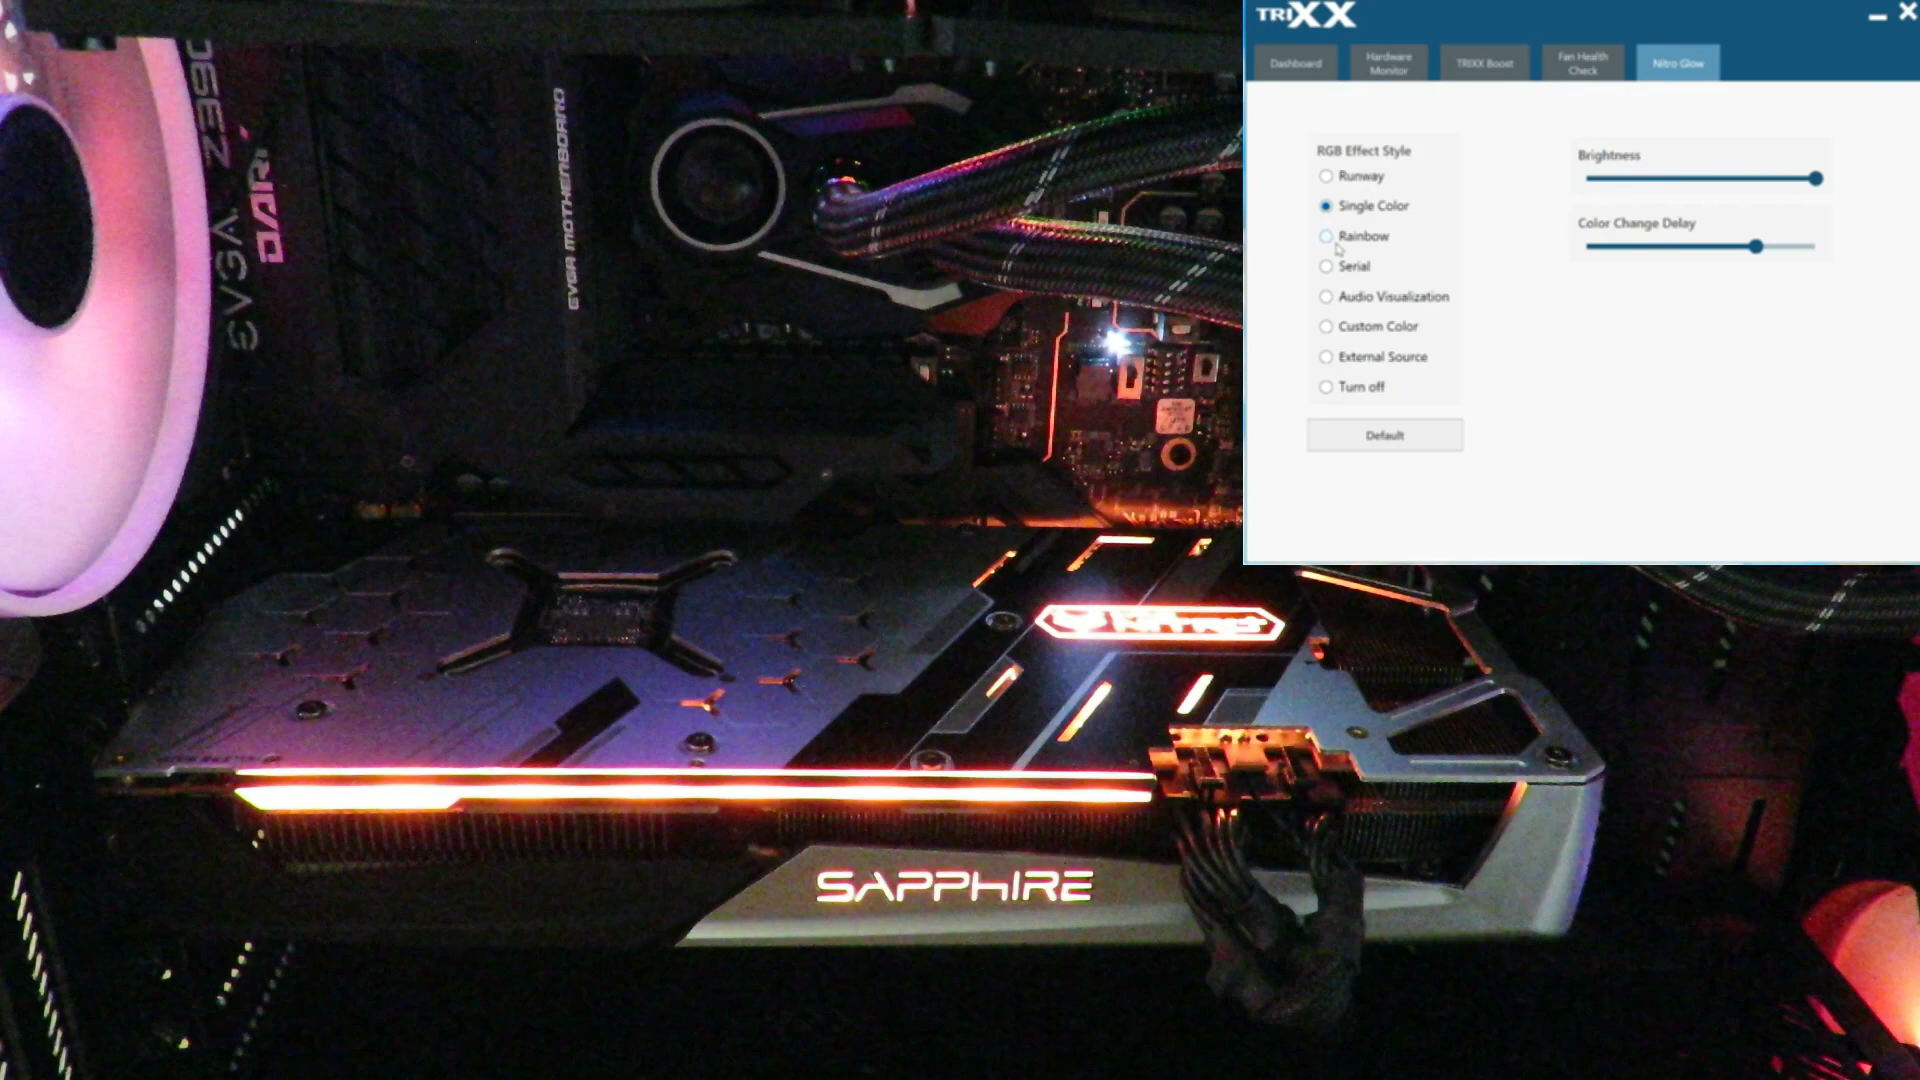 TRIXX
Dashboard
Hardware
Monitor
TRIXX Boost
Fan Health
Check
Nitro Glow
RGB Effect Style
Runway
Single Color
Rainbow
Serial
Audio Visualization
Custom Color
External Source
Turn off
Default
Brightness
Color Change Delay
EVGA Z390
DARK
EVGA MOTHERBOARD
NITRO+
SAPPHIRE